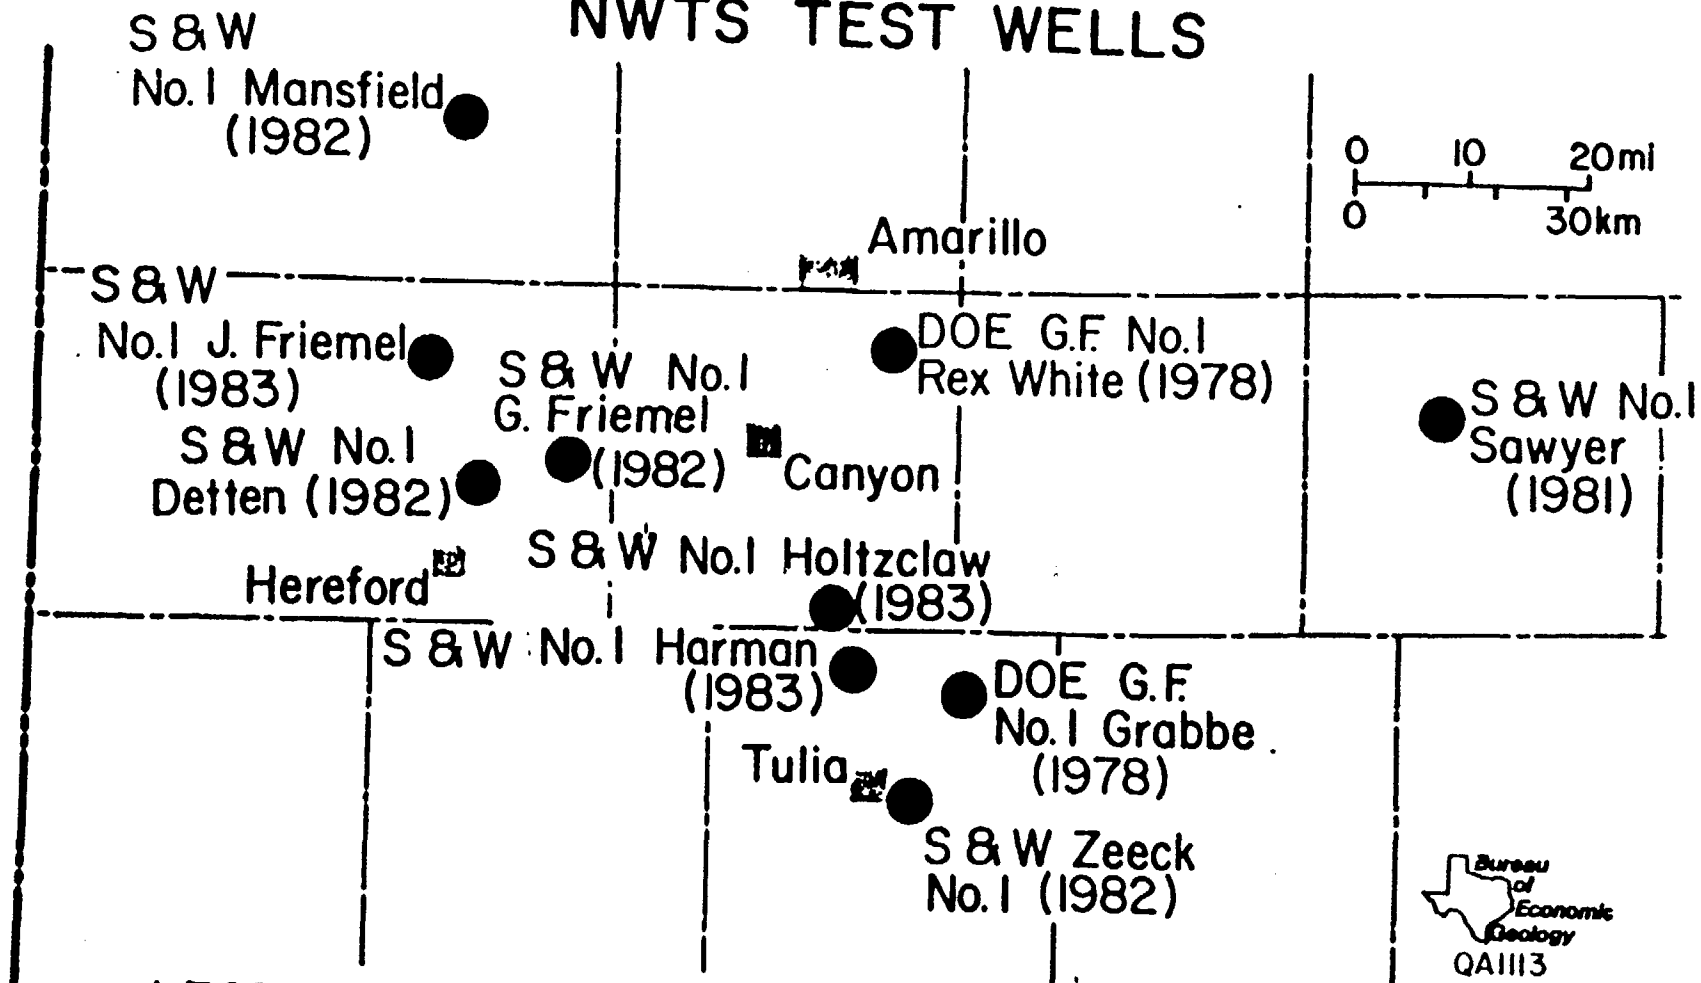 NWTS TEST WELLS
S & W
No. 1 Mansfield
(1982)
0 10 20 mi
0 30 km
Amarillo
S & W
No. 1 J. Friemel
(1983)
DOE G.F. No. 1
Rex White (1978)
S & W No. 1
G. Friemel
(1982)
S & W No. 1
Sawyer
(1981)
S & W No. 1
Detten (1982)
Canyon
Hereford
S & W No. 1 Holtzclaw
(1983)
S & W No. 1 Harman
(1983)
DOE G.F.
No. 1 Grabbe
(1978)
Tulia
S & W Zeeck
No. 1 (1982)
Bureau
of
Economic
Geology
QA1113